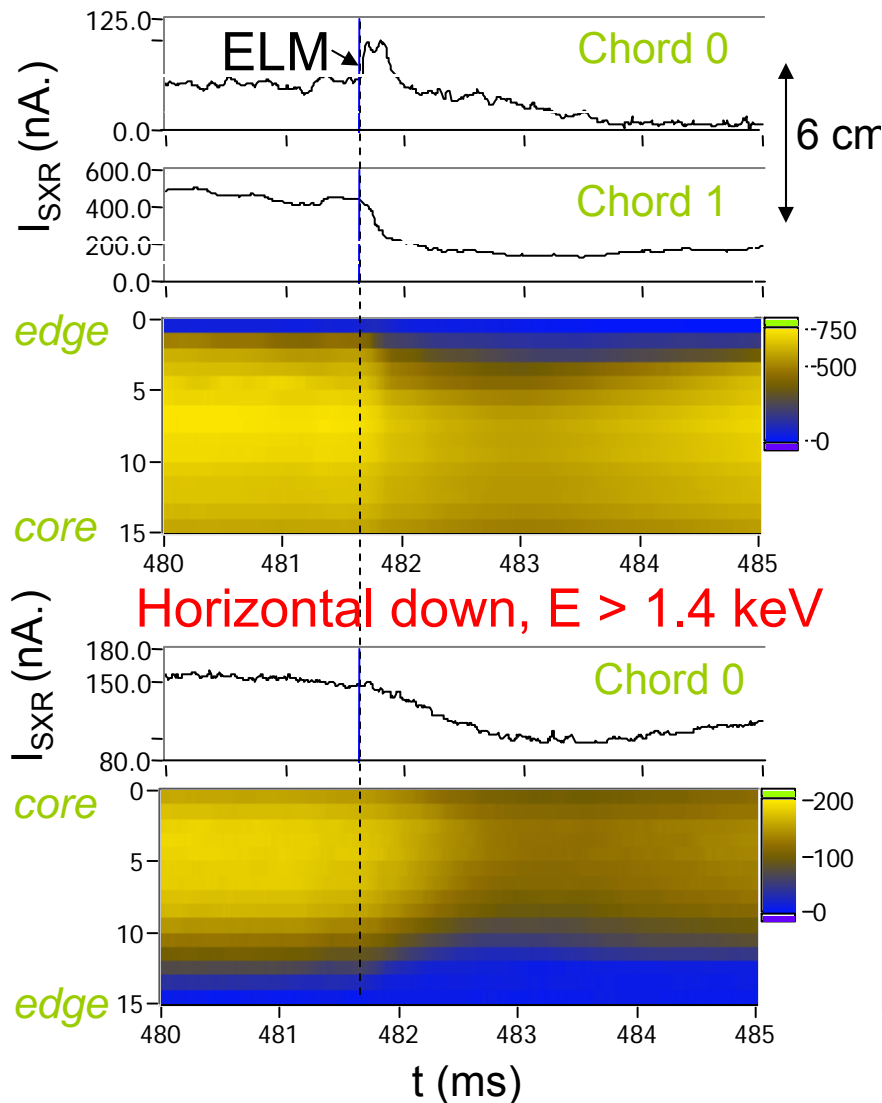 125.0
0.0
I_SXR (nA.)
ELM
Chord 0
6 cm
600.0
400.0
200.0
0.0
Chord 1
edge
core
0
5
10
15
750
500
0
480 481 482 483 484 485
Horizontal down, E > 1.4 keV
180.0
150.0
80.0
I_SXR (nA.)
Chord 0
core
edge
0
5
10
15
200
100
0
480 481 482 483 484 485
t (ms)